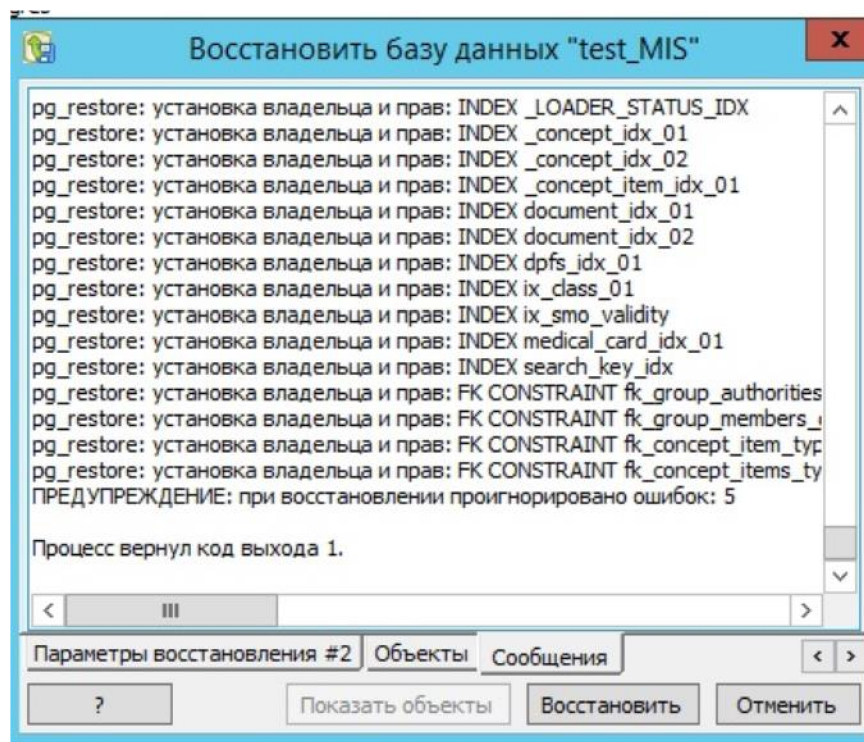 Восстановить базу данных "test_MIS"
x
pg_restore: установка владельца и прав: INDEX _LOADER_STATUS_IDX
pg_restore: установка владельца и прав: INDEX _concept_idx_01
pg_restore: установка владельца и прав: INDEX _concept_idx_02
pg_restore: установка владельца и прав: INDEX _concept_item_idx_01
pg_restore: установка владельца и прав: INDEX document_idx_01
pg_restore: установка владельца и прав: INDEX document_idx_02
pg_restore: установка владельца и прав: INDEX dpfs_idx_01
pg_restore: установка владельца и прав: INDEX ix_class_01
pg_restore: установка владельца и прав: INDEX ix_smo_validity
pg_restore: установка владельца и прав: INDEX medical_card_idx_01
pg_restore: установка владельца и прав: INDEX search_key_idx
pg_restore: установка владельца и прав: FK CONSTRAINT fk_group_authorities
pg_restore: установка владельца и прав: FK CONSTRAINT fk_group_members_
pg_restore: установка владельца и прав: FK CONSTRAINT fk_concept_item_typ
pg_restore: установка владельца и прав: FK CONSTRAINT fk_concept_items_ty
ПРЕДУПРЕЖДЕНИЕ: при восстановлении проигнорировано ошибок: 5
Процесс вернул код выхода 1.
Параметры восстановления #2 Объекты Сообщения
? Показать объекты Восстановить Отменить